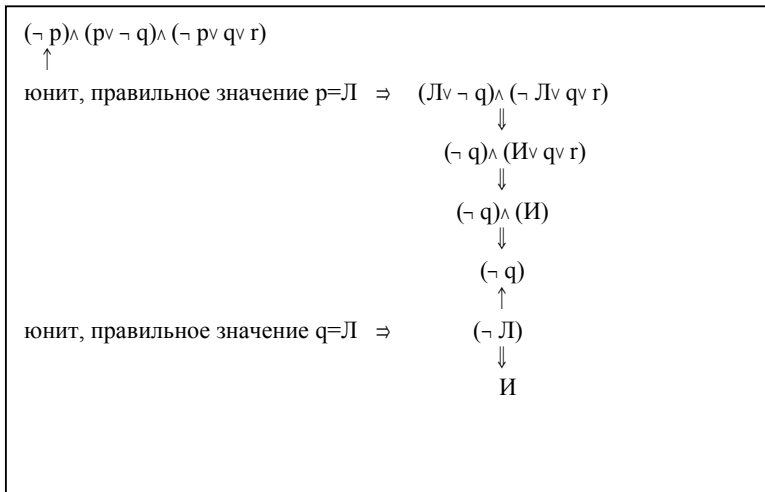 (¬ p)∧ (p∨ ¬ q)∧ (¬ p∨ q∨ r)
↑
юнит, правильное значение p=Л ⇒ (Л∨ ¬ q)∧ (¬ Л∨ q∨ r)
⇓
(¬ q)∧ (И∨ q∨ r)
⇓
(¬ q)∧ (И)
⇓
(¬ q)
↑
юнит, правильное значение q=Л ⇒ (¬ Л)
⇓
И